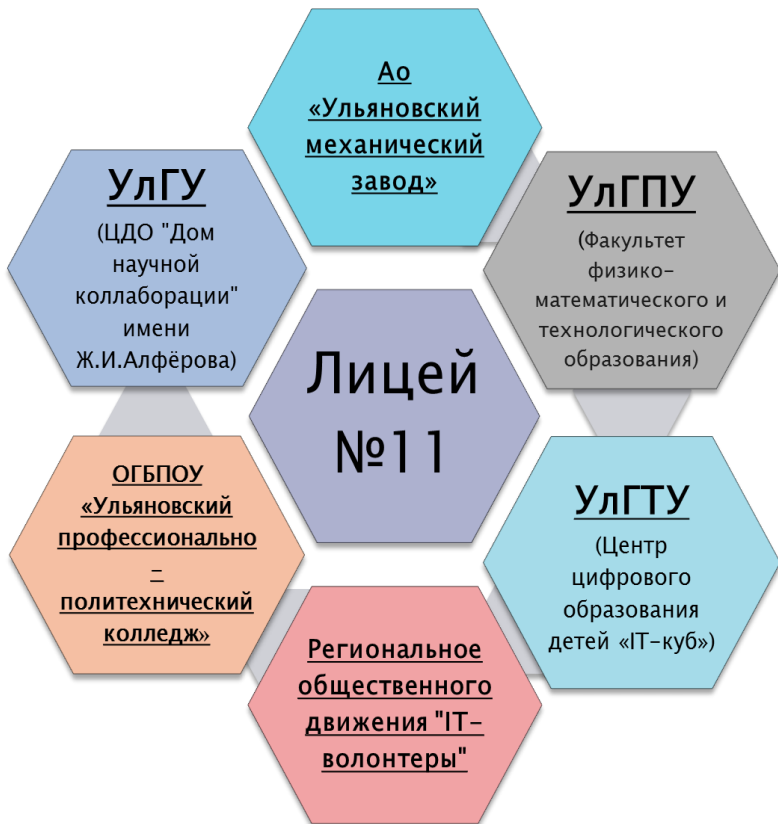 Ао
«Ульяновский
механический
завод»
УлГУ
(ЦДО "Дом
научной
коллаборации"
имени
Ж.И.Алфёрова)
УлГПУ
(Факультет
физико-
математического и
технологического
образования)
Лицей
№11
ОГБПОУ
«Ульяновский
профессионально
–
политехнический
колледж»
УлГТУ
(Центр
цифрового
образования
детей «IT-куб»)
Региональное
общественного
движения "IT-
волонтеры"